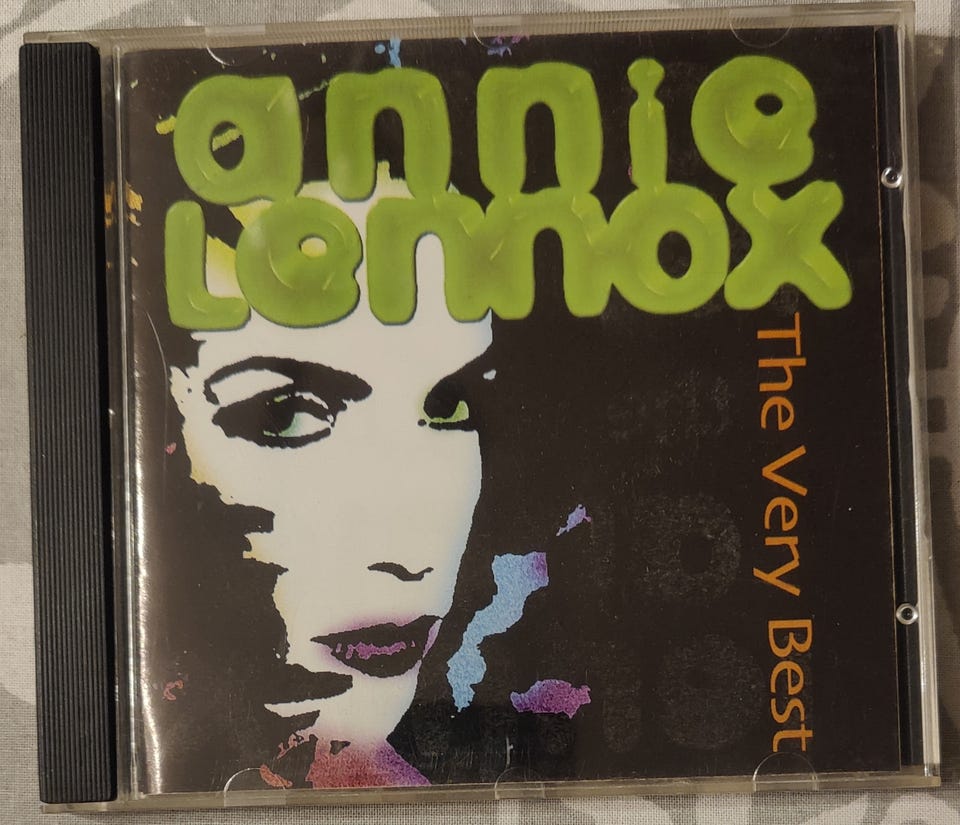 annie
Lennox
The Very Best